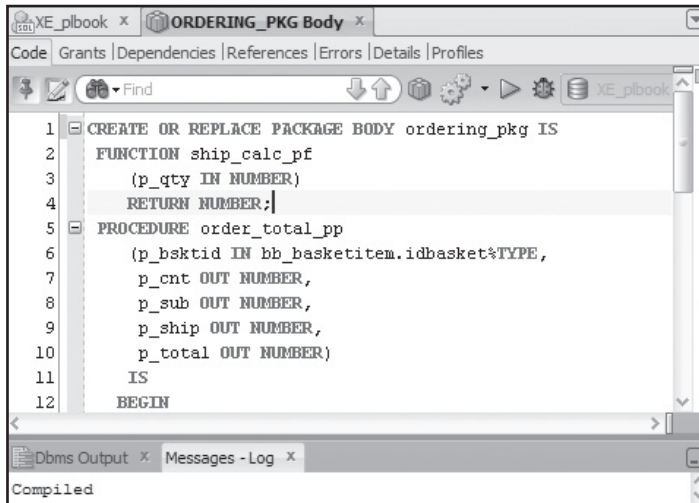 XE_plbook
ORDERING_PKG Body
Code Grants Dependencies References Errors Details Profiles
Find
XE_plbook
1 CREATE OR REPLACE PACKAGE BODY ordering_pkg IS
2 FUNCTION ship_calc_pf
3 (p_qty IN NUMBER)
4 RETURN NUMBER;
5 PROCEDURE order_total_pp
6 (p_bsktid IN bb_basketitem.idbasket%TYPE,
7 p_cnt OUT NUMBER,
8 p_sub OUT NUMBER,
9 p_ship OUT NUMBER,
10 p_total OUT NUMBER)
11 IS
12 BEGIN
Dbms Output Messages - Log
Compiled